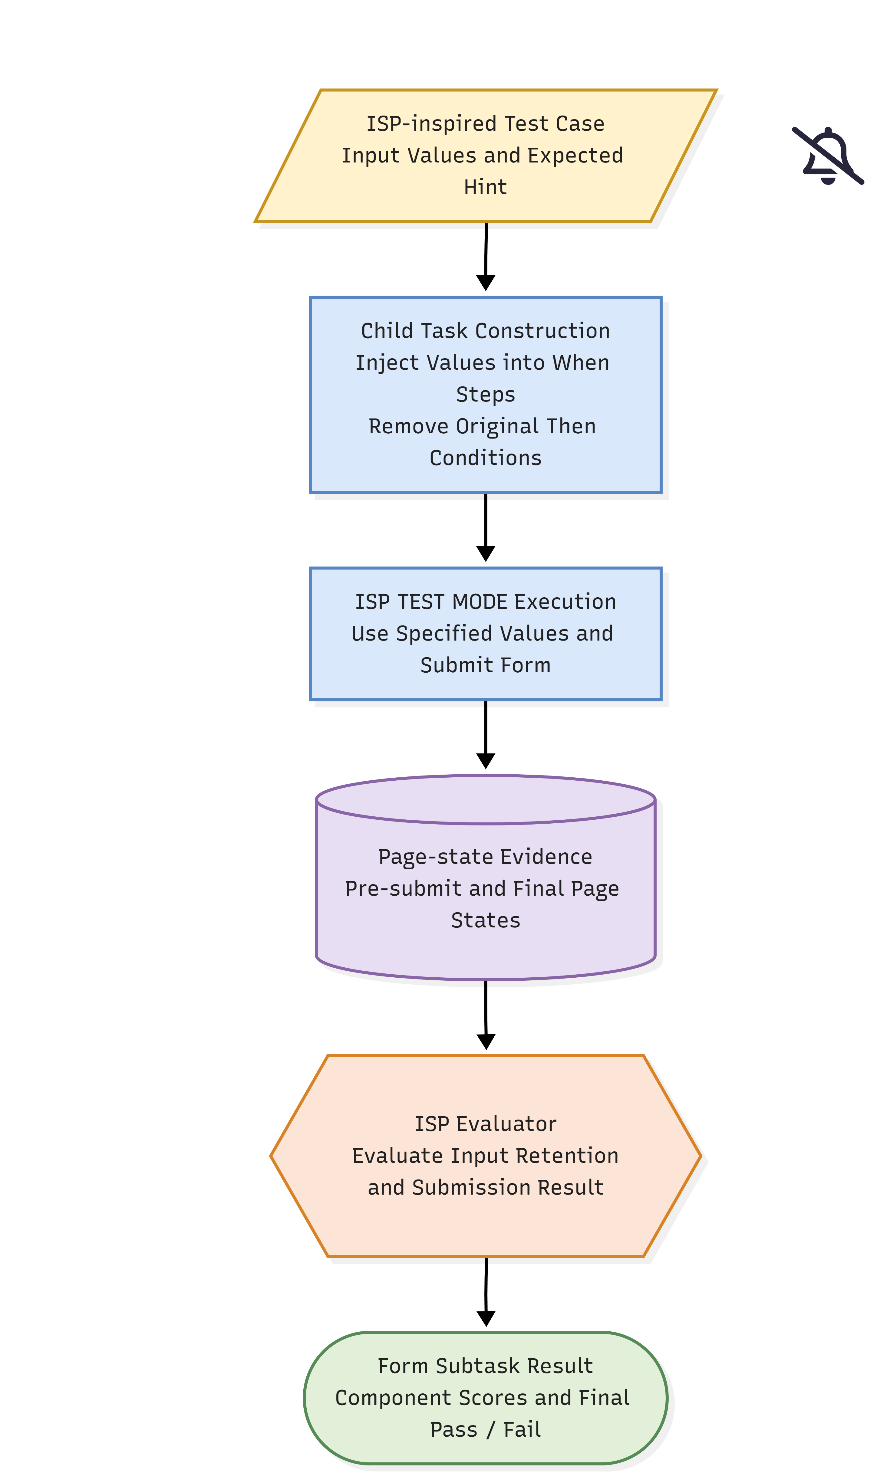 ISP-inspired Test Case
Input Values and Expected
Hint
Child Task Construction
Inject Values into When
Steps
Remove Original Then
Conditions
ISP TEST MODE Execution
Use Specified Values and
Submit Form
Page-state Evidence
Pre-submit and Final Page
States
ISP Evaluator
Evaluate Input Retention
and Submission Result
Form Subtask Result
Component Scores and Final
Pass / Fail